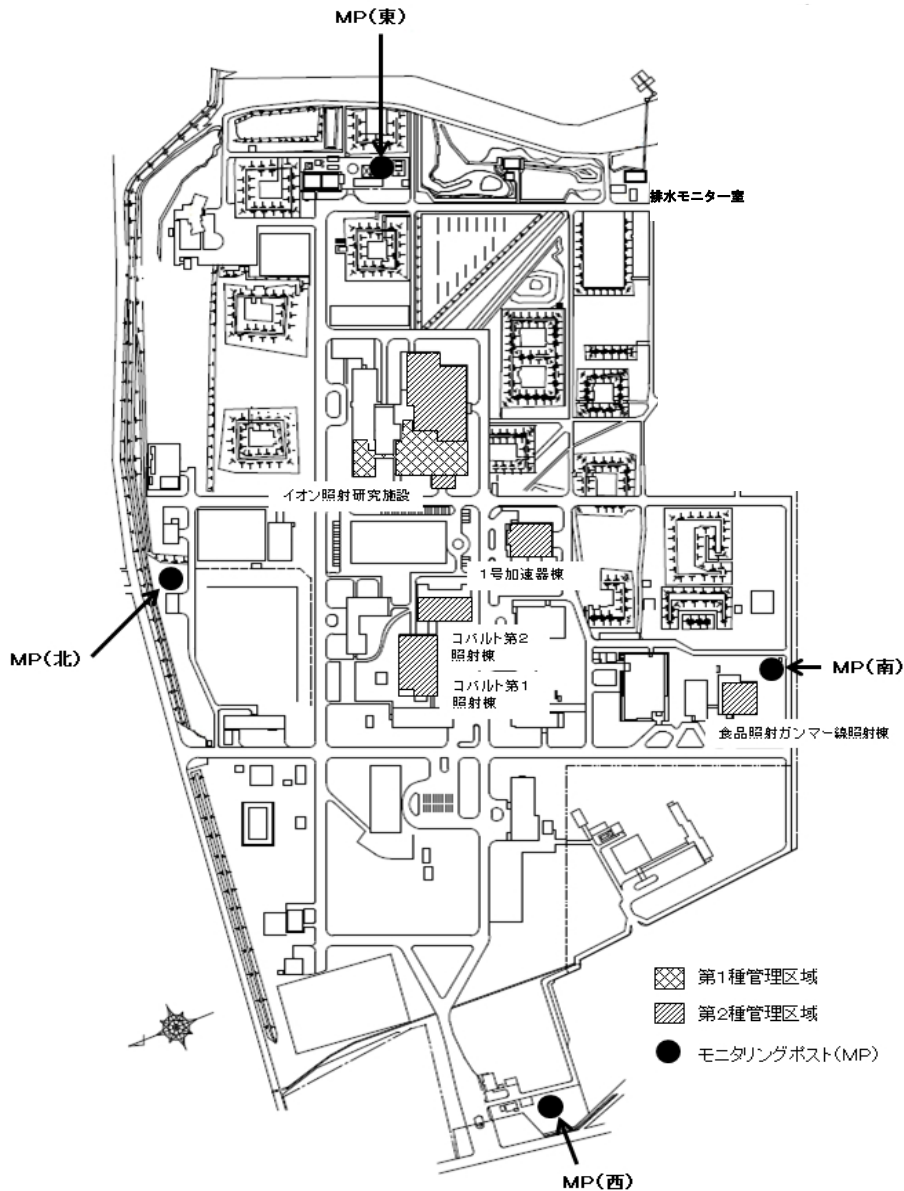 MP(東)
排水モニター室
イオン照射研究施設
1号加速器棟
コバルト第2
照射棟
コバルト第1
照射棟
MP(北)
MP(南)
食品照射ガンマー線照射棟
第1種管理区域
第2種管理区域
モニタリングポスト(MP)
MP(西)